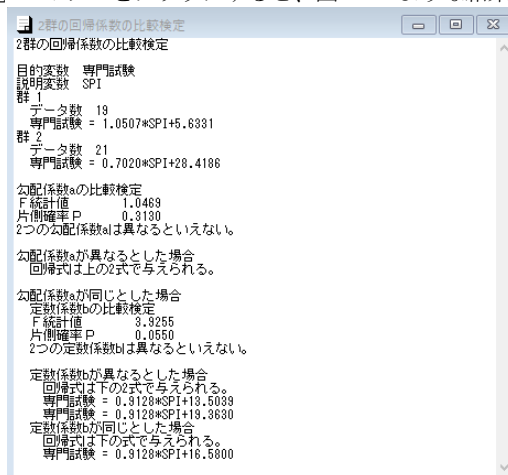 2群の回帰係数の比較検定
2群の回帰係数の比較検定
目的変数 専門試験
説明変数 SPI
群 1
データ数 19
専門試験 = 1.0507*SPI+5.6331
群 2
データ数 21
専門試験 = 0.7020*SPI+28.4186
勾配係数aの比較検定
F 統計値 1.0469
片側確率 P 0.3130
2つの勾配係数aは異なるといえない。
勾配係数aが異なるとした場合
回帰式は上の2式で与えられる。
勾配係数aが同じとした場合
定数係数bの比較検定
F 統計値 3.9255
片側確率 P 0.0550
2つの定数係数bは異なるといえない。
定数係数bが異なるとした場合
回帰式は下の2式で与えられる。
専門試験 = 0.9128*SPI+13.5039
専門試験 = 0.9128*SPI+19.3630
定数係数bが同じとした場合
回帰式は下の式で与えられる。
専門試験 = 0.9128*SPI+16.5800